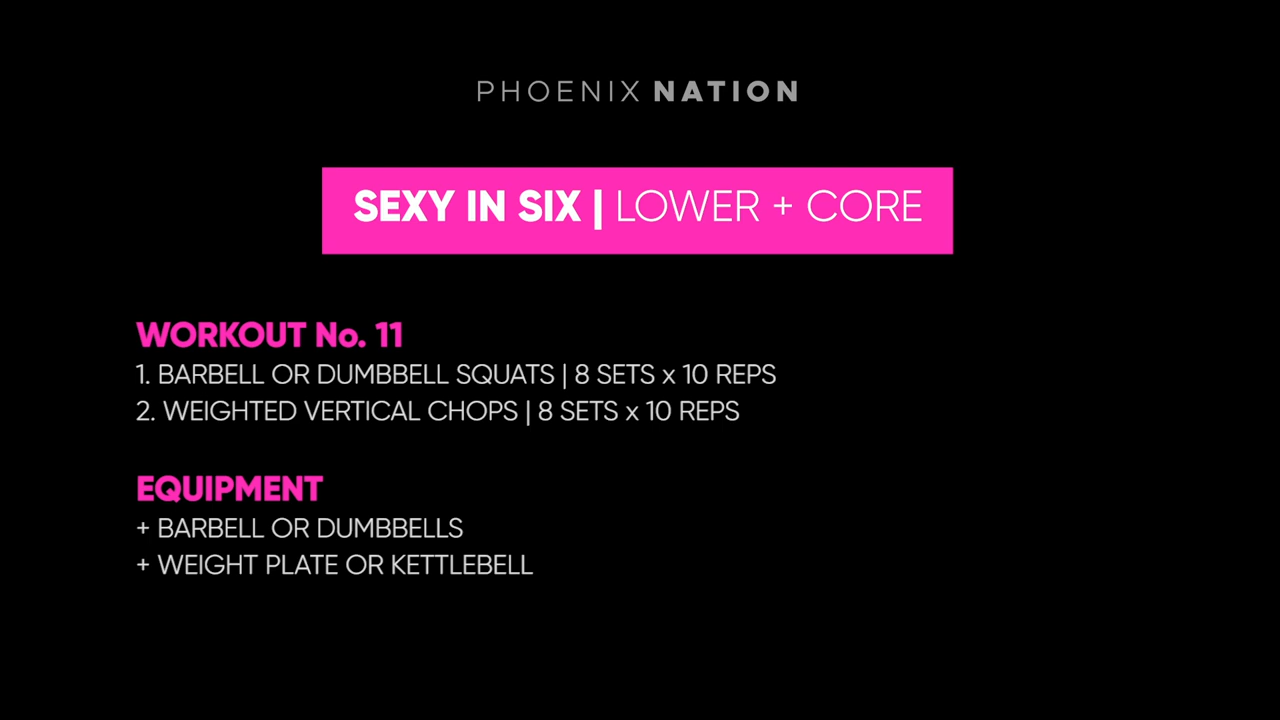 PHOENIX NATION
SEXY IN SIX | LOWER + CORE
WORKOUT No. 11
1. BARBELL OR DUMBBELL SQUATS | 8 SETS x 10 REPS
2. WEIGHTED VERTICAL CHOPS | 8 SETS x 10 REPS
EQUIPMENT
+ BARBELL OR DUMBBELLS
+ WEIGHT PLATE OR KETTLEBELL